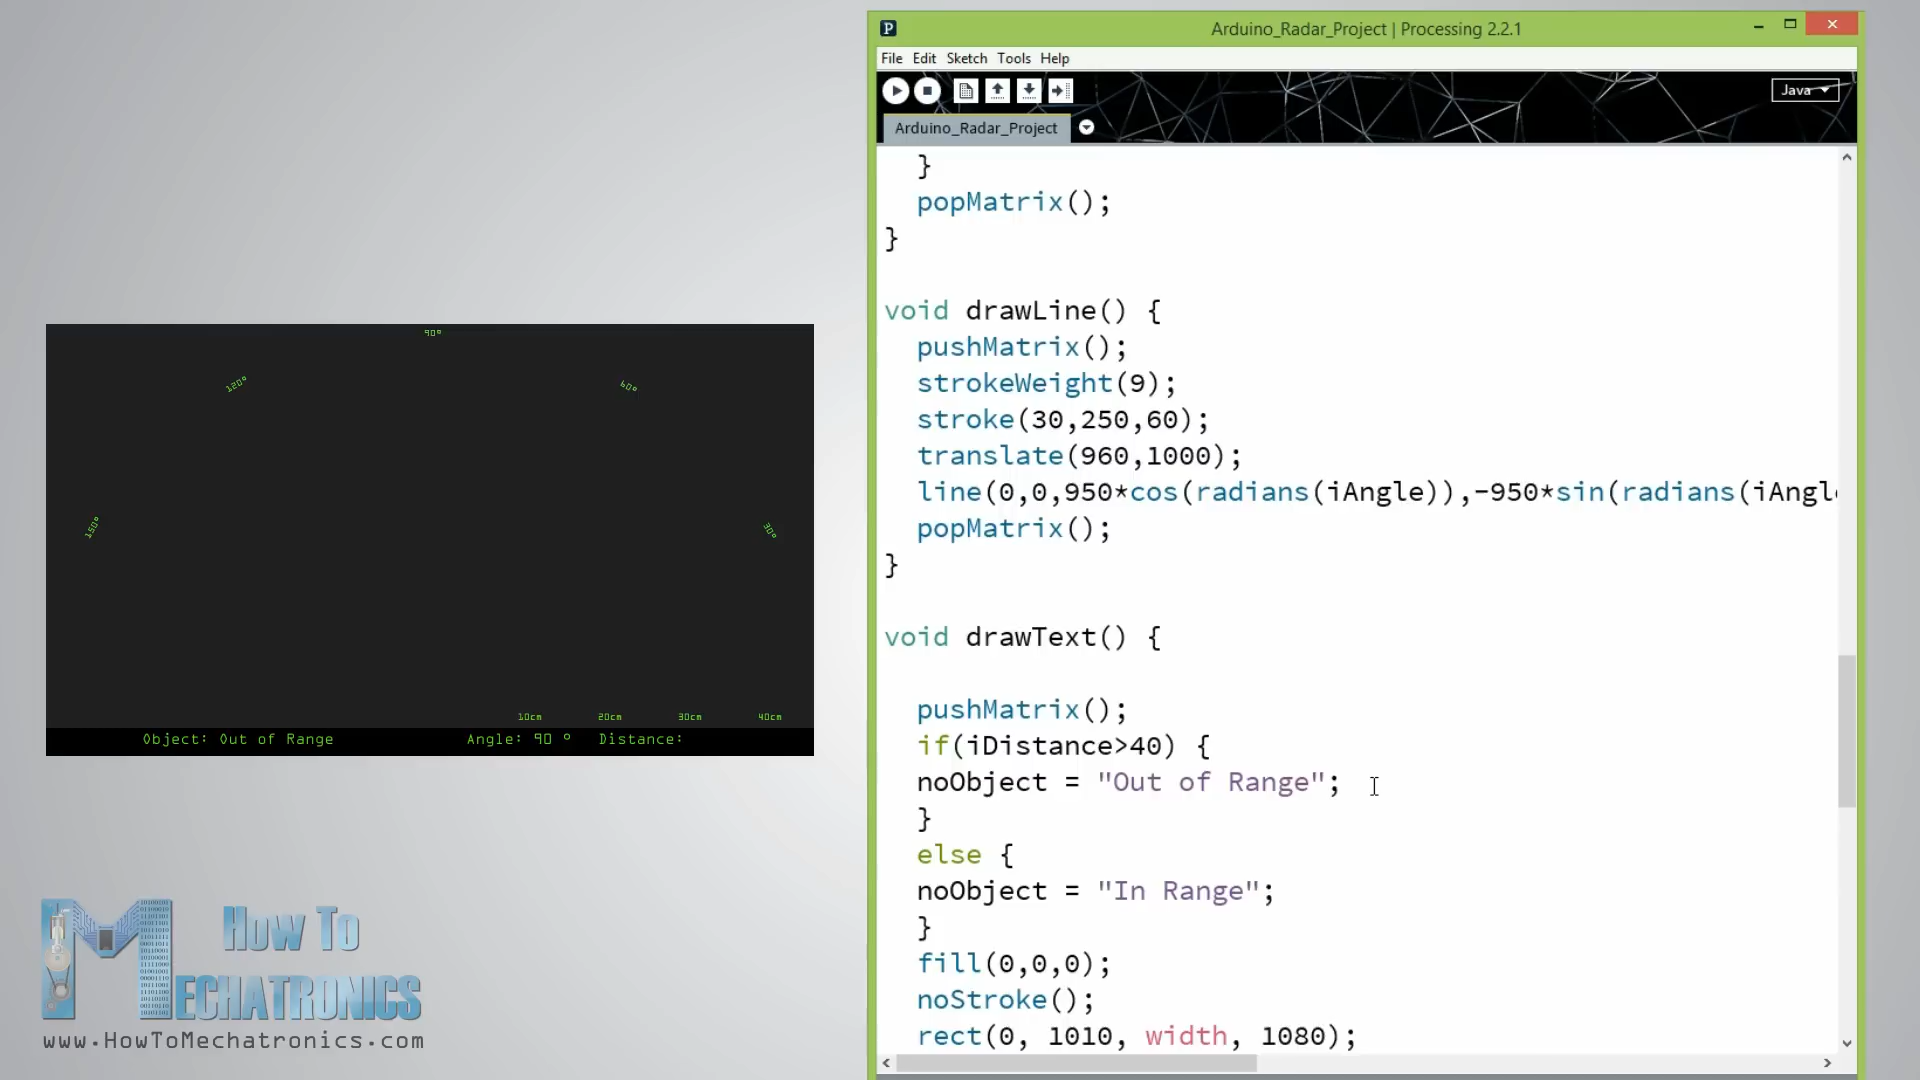 90°
120°
60°
150°
30°
10cm 20cm 30cm 40cm
Object: Out of Range Angle: 90 ° Distance:
How To
MECHATRONICS
www.HowToMechatronics.com
Arduino_Radar_Project | Processing 2.2.1
File Edit Sketch Tools Help
Java
Arduino_Radar_Project
}
popMatrix();
}
void drawLine() {
pushMatrix();
strokeWeight(9);
stroke(30,250,60);
translate(960,1000);
line(0,0,950*cos(radians(iAngle)),-950*sin(radians(iAngl
popMatrix();
}
void drawText() {
pushMatrix();
if(iDistance>40) {
noObject = "Out of Range";
}
else {
noObject = "In Range";
}
fill(0,0,0);
noStroke();
rect(0, 1010, width, 1080);